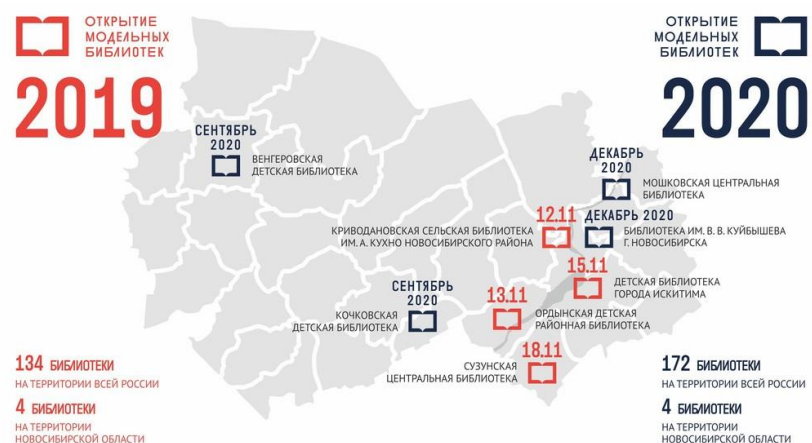 ОТКРЫТИЕ
МОДЕЛЬНЫХ
БИБЛИОТЕК
2019
ОТКРЫТИЕ
МОДЕЛЬНЫХ
БИБЛИОТЕК
2020
СЕНТЯБРЬ
2020
ВЕНГЕРОВСКАЯ
ДЕТСКАЯ БИБЛИОТЕКА
ДЕКАБРЬ
2020
МОШКОВСКАЯ ЦЕНТРАЛЬНАЯ
БИБЛИОТЕКА
12.11
КРИВОДАНОВСКАЯ СЕЛЬСКАЯ БИБЛИОТЕКА
ИМ. А. КУХНО НОВОСИБИРСКОГО РАЙОНА
ДЕКАБРЬ 2020
БИБЛИОТЕКА ИМ. В. В. КУЙБЫШЕВА
Г. НОВОСИБИРСКА
15.11
ДЕТСКАЯ БИБЛИОТЕКА
ГОРОДА ИСКИТИМА
СЕНТЯБРЬ
2020
КОЧКОВСКАЯ
ДЕТСКАЯ БИБЛИОТЕКА
13.11
ОРДЫНСКАЯ ДЕТСКАЯ
РАЙОННАЯ БИБЛИОТЕКА
18.11
СУЗУНСКАЯ
ЦЕНТРАЛЬНАЯ БИБЛИОТЕКА
134 БИБЛИОТЕКИ
НА ТЕРРИТОРИИ ВСЕЙ РОССИИ
4 БИБЛИОТЕКИ
НА ТЕРРИТОРИИ
НОВОСИБИРСКОЙ ОБЛАСТИ
172 БИБЛИОТЕКИ
НА ТЕРРИТОРИИ ВСЕЙ РОССИИ
4 БИБЛИОТЕКИ
НА ТЕРРИТОРИИ
НОВОСИБИРСКОЙ ОБЛАСТИ